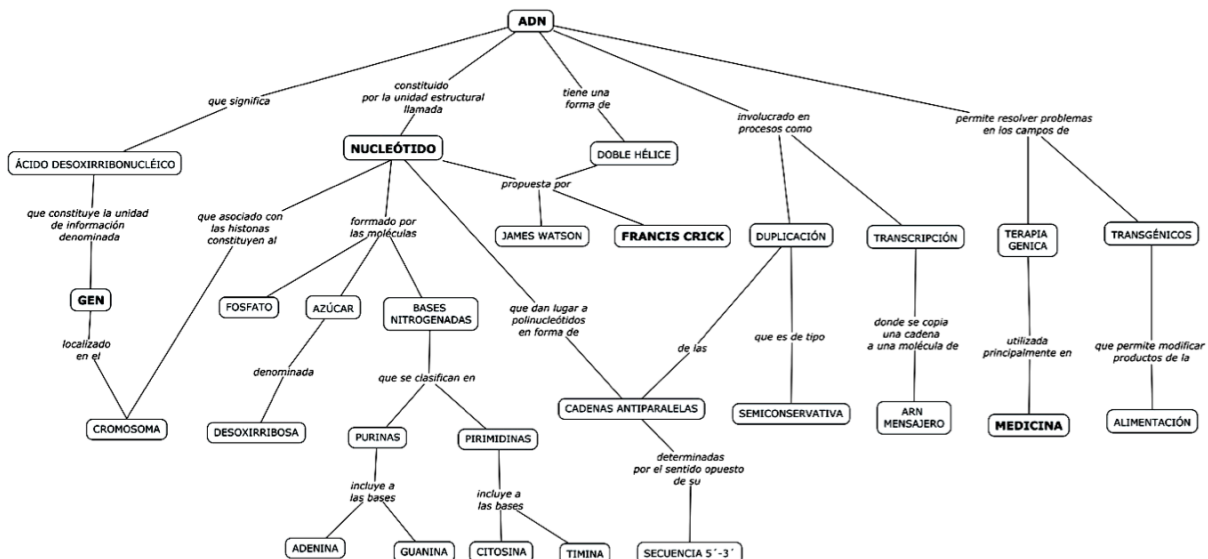 ADN
que significa
constituido
por la unidad estructural
llamada
tiene una
forma de
involucrado en
procesos como
permite resolver problemas
en los campos de
ÁCIDO DESOXIRRIBONUCLÉICO
NUCLEÓTIDO
DOBLE HÉLICE
que constituye la unidad
de información
denominada
que asociado con
las histonas
constituyen al
forrmado por
las moléculas
propuesta por
JAMES WATSON
FRANCIS CRICK
DUPLICACIÓN
TRANSCRIPCIÓN
TERAPIA
GENICA
TRANSGÉNICOS
GEN
FOSFATO
AZÚCAR
BASES
NITROGENADAS
que dan lugar a
polinucleótidos
en forma de
localizado
en el
denominada
que se clasifican en
de las
que es de tipo
donde se copia
una cadena
a una molécula de
utilizada
principalmente en
que permite modificar
productos de la
CROMOSOMA
DESOXIRRIBOSA
PURINAS
PIRIMIDINAS
CADENAS ANTIPARALELAS
SEMICONSERVATIVA
ARN
MENSAJERO
MEDICINA
ALIMENTACIÓN
incluye a
las bases
incluye a
las bases
determinadas
por el sentido opuesto
de su
ADENINA
GUANINA
CITOSINA
TIMINA
SECUENCIA 5´-3´